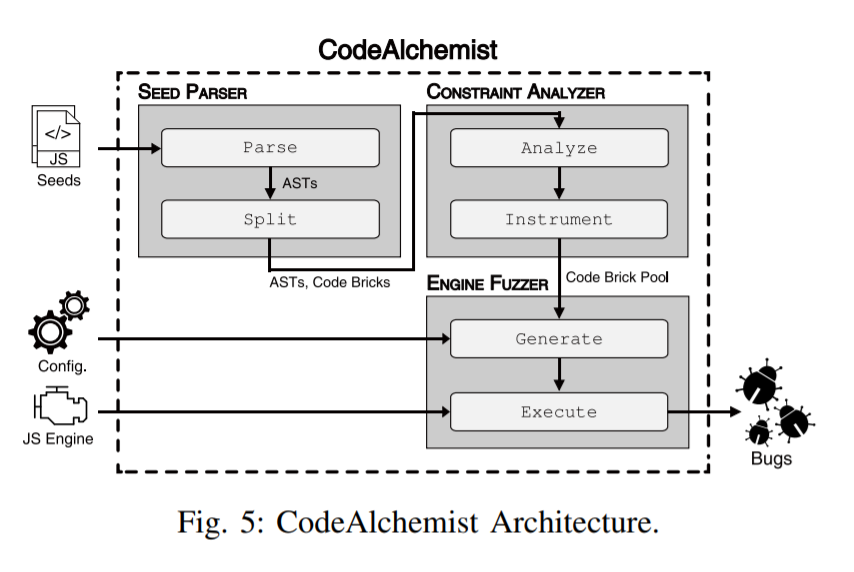 CodeAlchemist
SEED PARSER
CONSTRAINT ANALYZER
</>
JS
Seeds
Parse
Analyze
ASTs
Split
Instrument
ASTs, Code Bricks
Code Brick Pool
ENGINE FUZZER
Config.
Generate
JS Engine
Execute
Bugs
Fig. 5: CodeAlchemist Architecture.